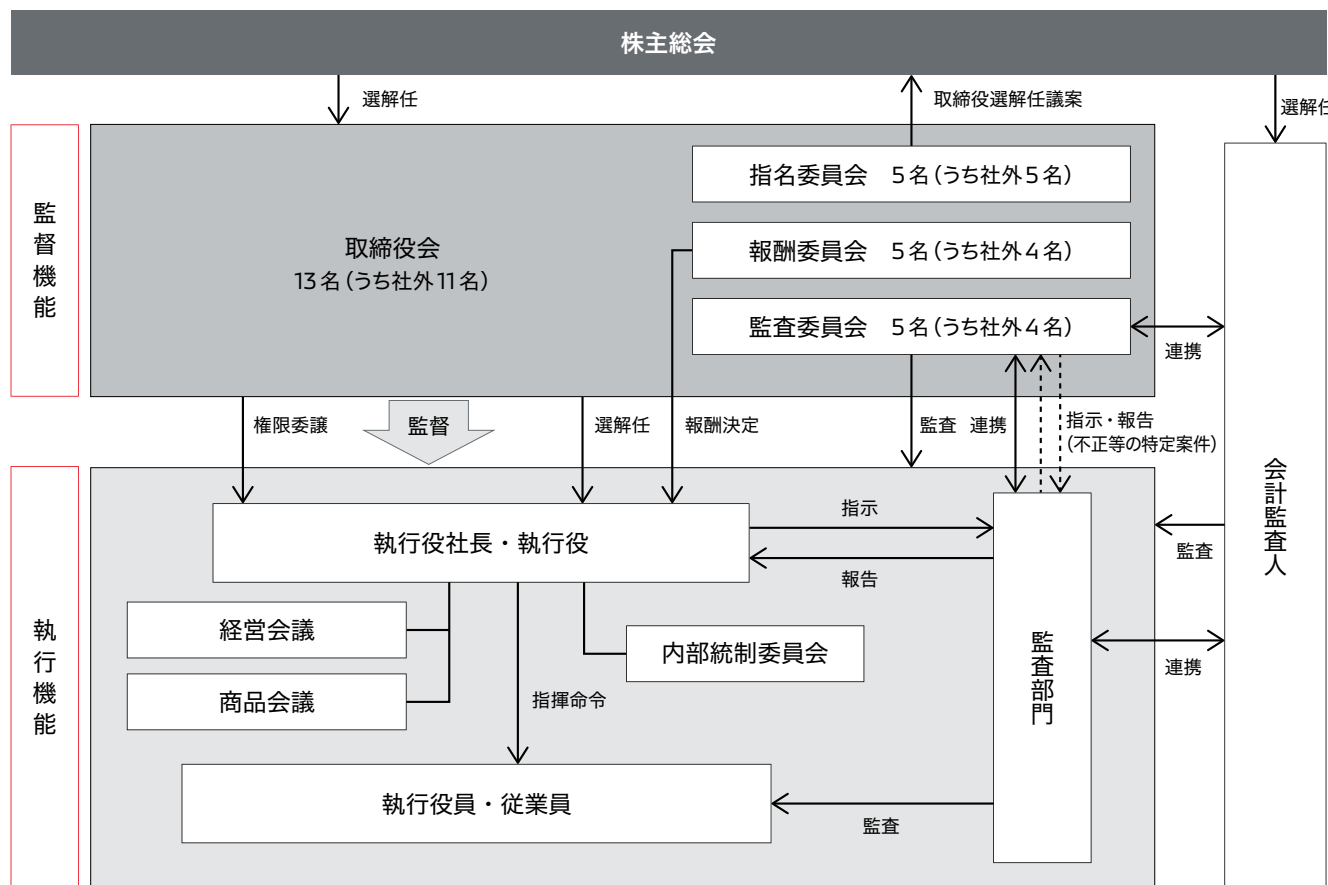 株主総会
選解任
取締役選解任議案
選解任
監督機能
取締役会
13名（うち社外11名）
指名委員会　5名（うち社外5名）
報酬委員会　5名（うち社外4名）
監査委員会　5名（うち社外4名）
連携
権限委譲
監督
選解任
報酬決定
監査
連携
指示・報告
（不正等の特定案件）
会計監査人
執行機能
執行役社長・執行役
指示
報告
監査
経営会議
商品会議
内部統制委員会
監査部門
連携
指揮命令
執行役員・従業員
監査